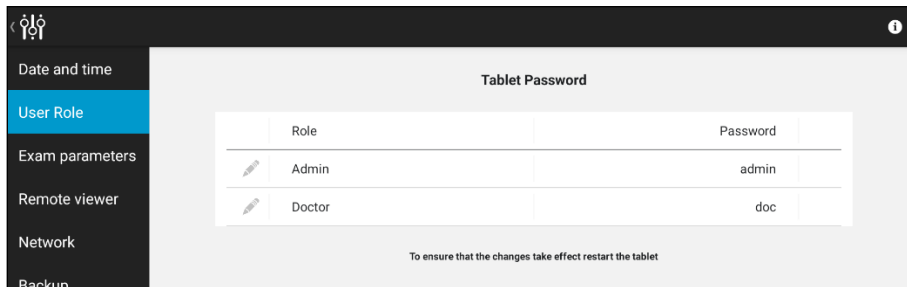 Date and time
Tablet Password
User Role
Role Password
Exam parameters
Admin admin
Remote viewer
Doctor doc
Network
To ensure that the changes take effect restart the tablet
Backup